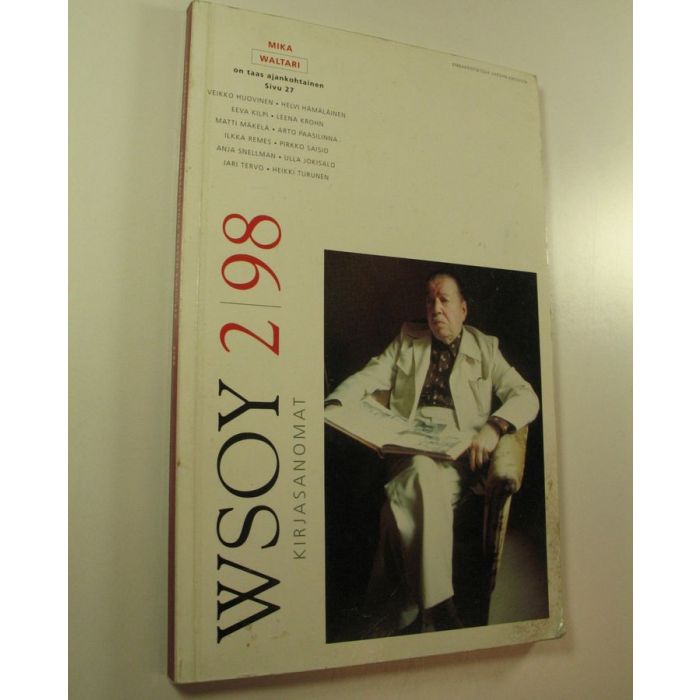 MIKA
WALTARI
on taas ajankohtainen
Sivu 27
VEIKKO HUOVINEN • HELVI HÄMÄLÄINEN
EEVA KILPI • LEENA KROHN
MATTI MÄKELÄ • ARTO PAASILINNA
ILKKA REMES • PIRKKO SAISIO
ANJA SNELLMAN • ULLA JOKISALO
JARI TERVO • HEIKKI TURUNEN
WSOY 2|98
KIRJASANOMAT